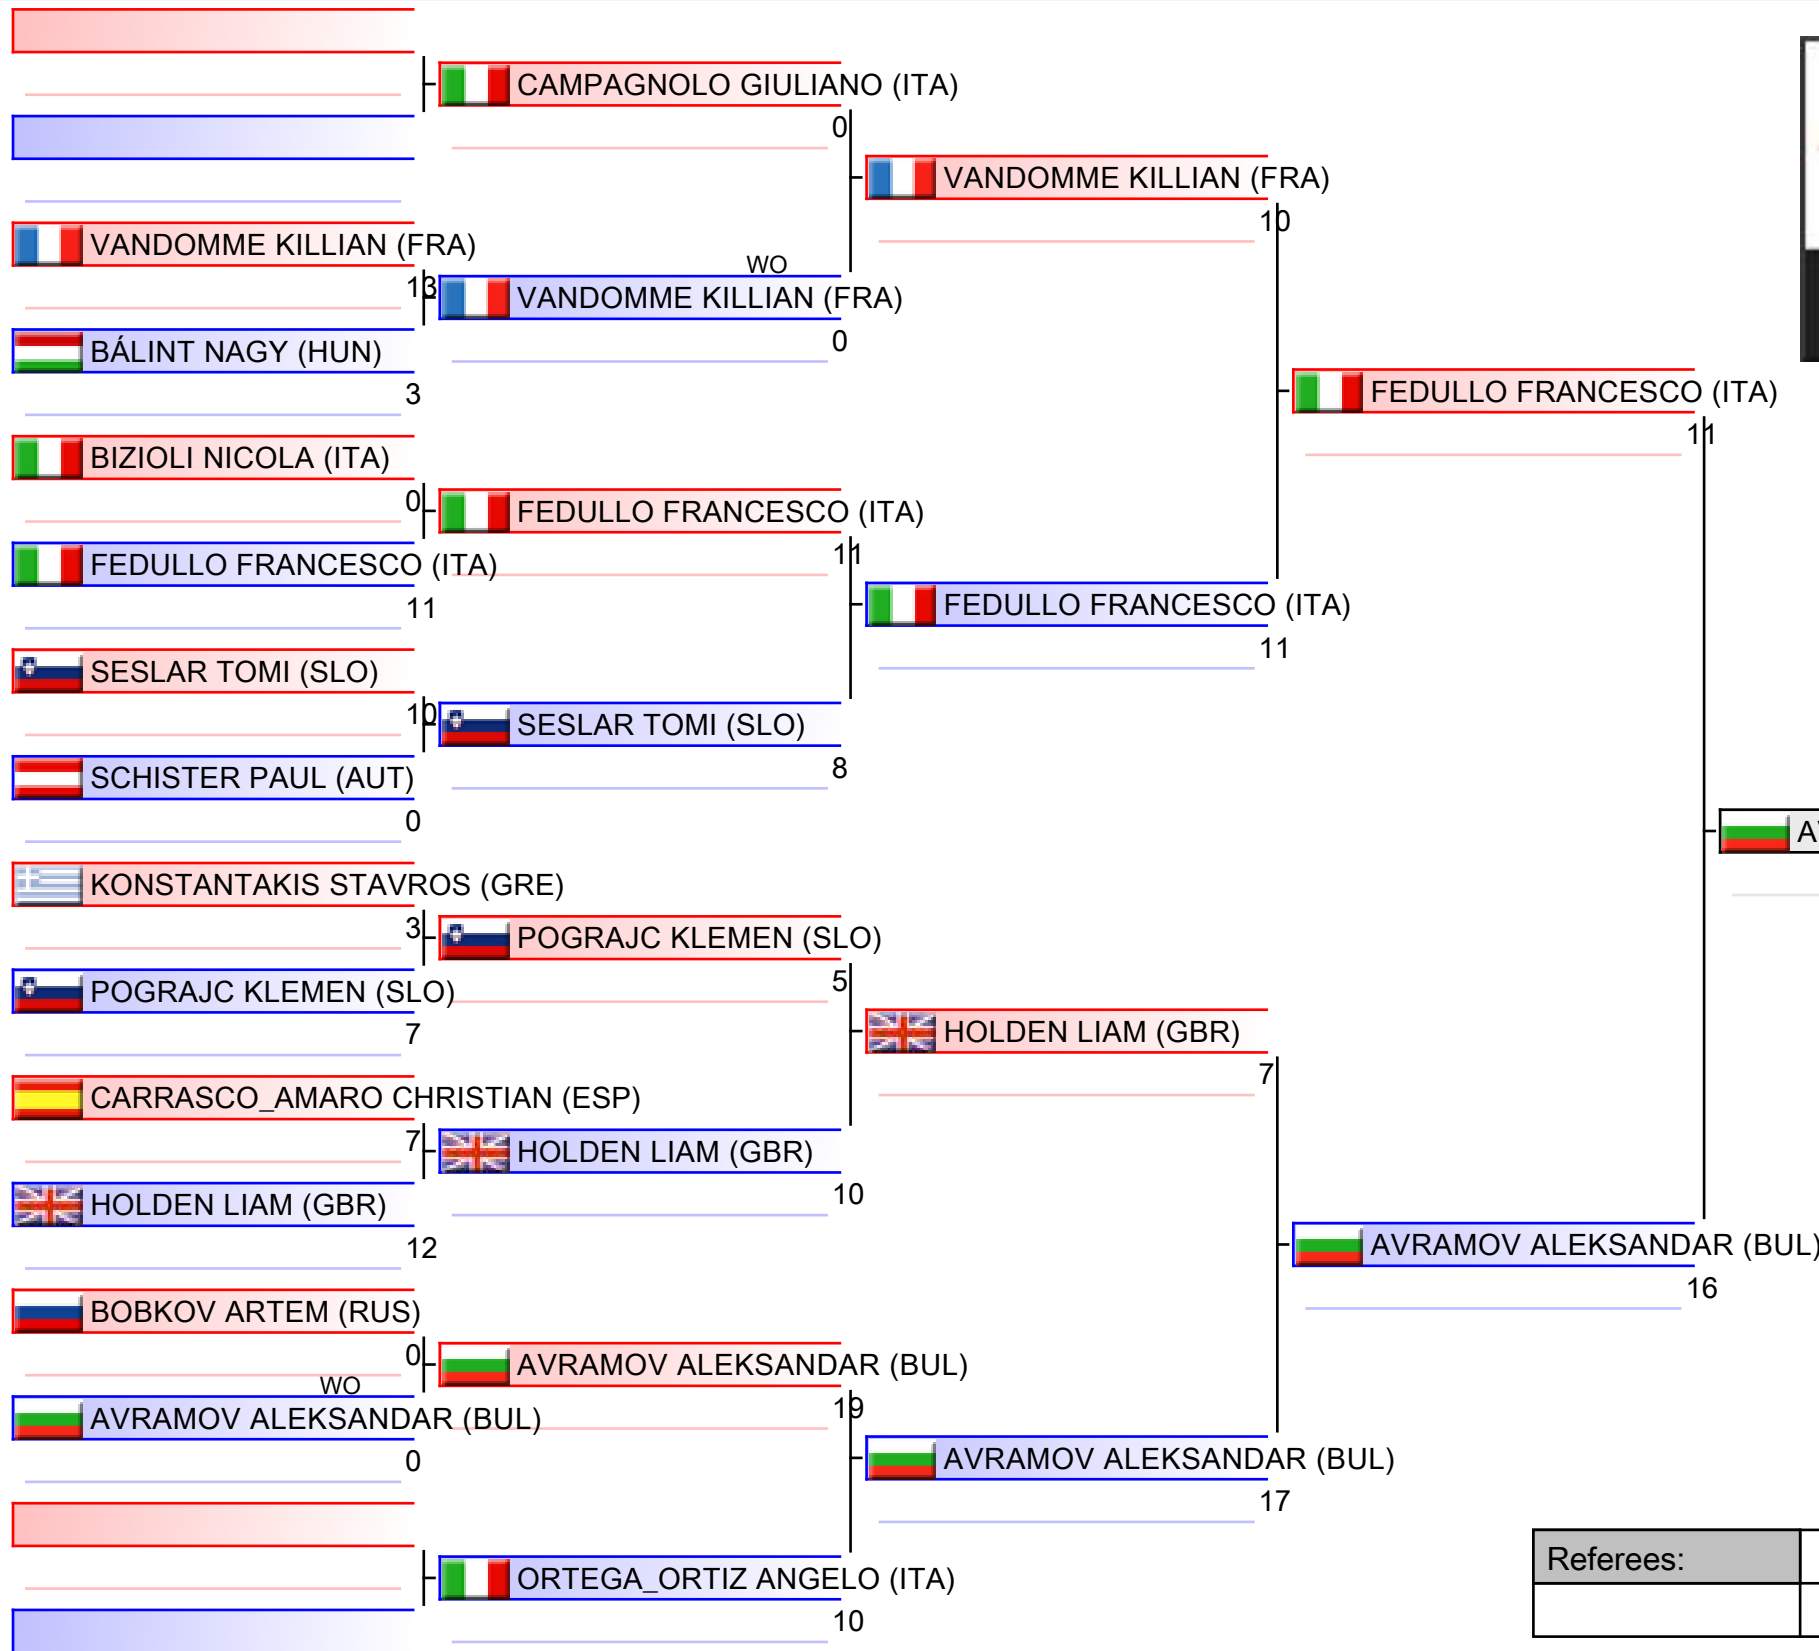 CAMPAGNOLO GIULIANO (ITA)
0
VANDOMME KILLIAN (FRA)
10
VANDOMME KILLIAN (FRA)
13
WO
VANDOMME KILLIAN (FRA)
0
BÁLINT NAGY (HUN)
3
FEDULLO FRANCESCO (ITA)
11
BIZIOLI NICOLA (ITA)
0
FEDULLO FRANCESCO (ITA)
11
FEDULLO FRANCESCO (ITA)
11
FEDULLO FRANCESCO (ITA)
11
SESLAR TOMI (SLO)
10
SESLAR TOMI (SLO)
8
SCHISTER PAUL (AUT)
0
AV
KONSTANTAKIS STAVROS (GRE)
3
POGRAJC KLEMEN (SLO)
5
POGRAJC KLEMEN (SLO)
7
HOLDEN LIAM (GBR)
7
CARRASCO_AMARO CHRISTIAN (ESP)
7
HOLDEN LIAM (GBR)
10
HOLDEN LIAM (GBR)
12
AVRAMOV ALEKSANDAR (BUL)
16
BOBKOV ARTEM (RUS)
0
WO
AVRAMOV ALEKSANDAR (BUL)
19
AVRAMOV ALEKSANDAR (BUL)
0
AVRAMOV ALEKSANDAR (BUL)
17
ORTEGA_ORTIZ ANGELO (ITA)
10
Referees: